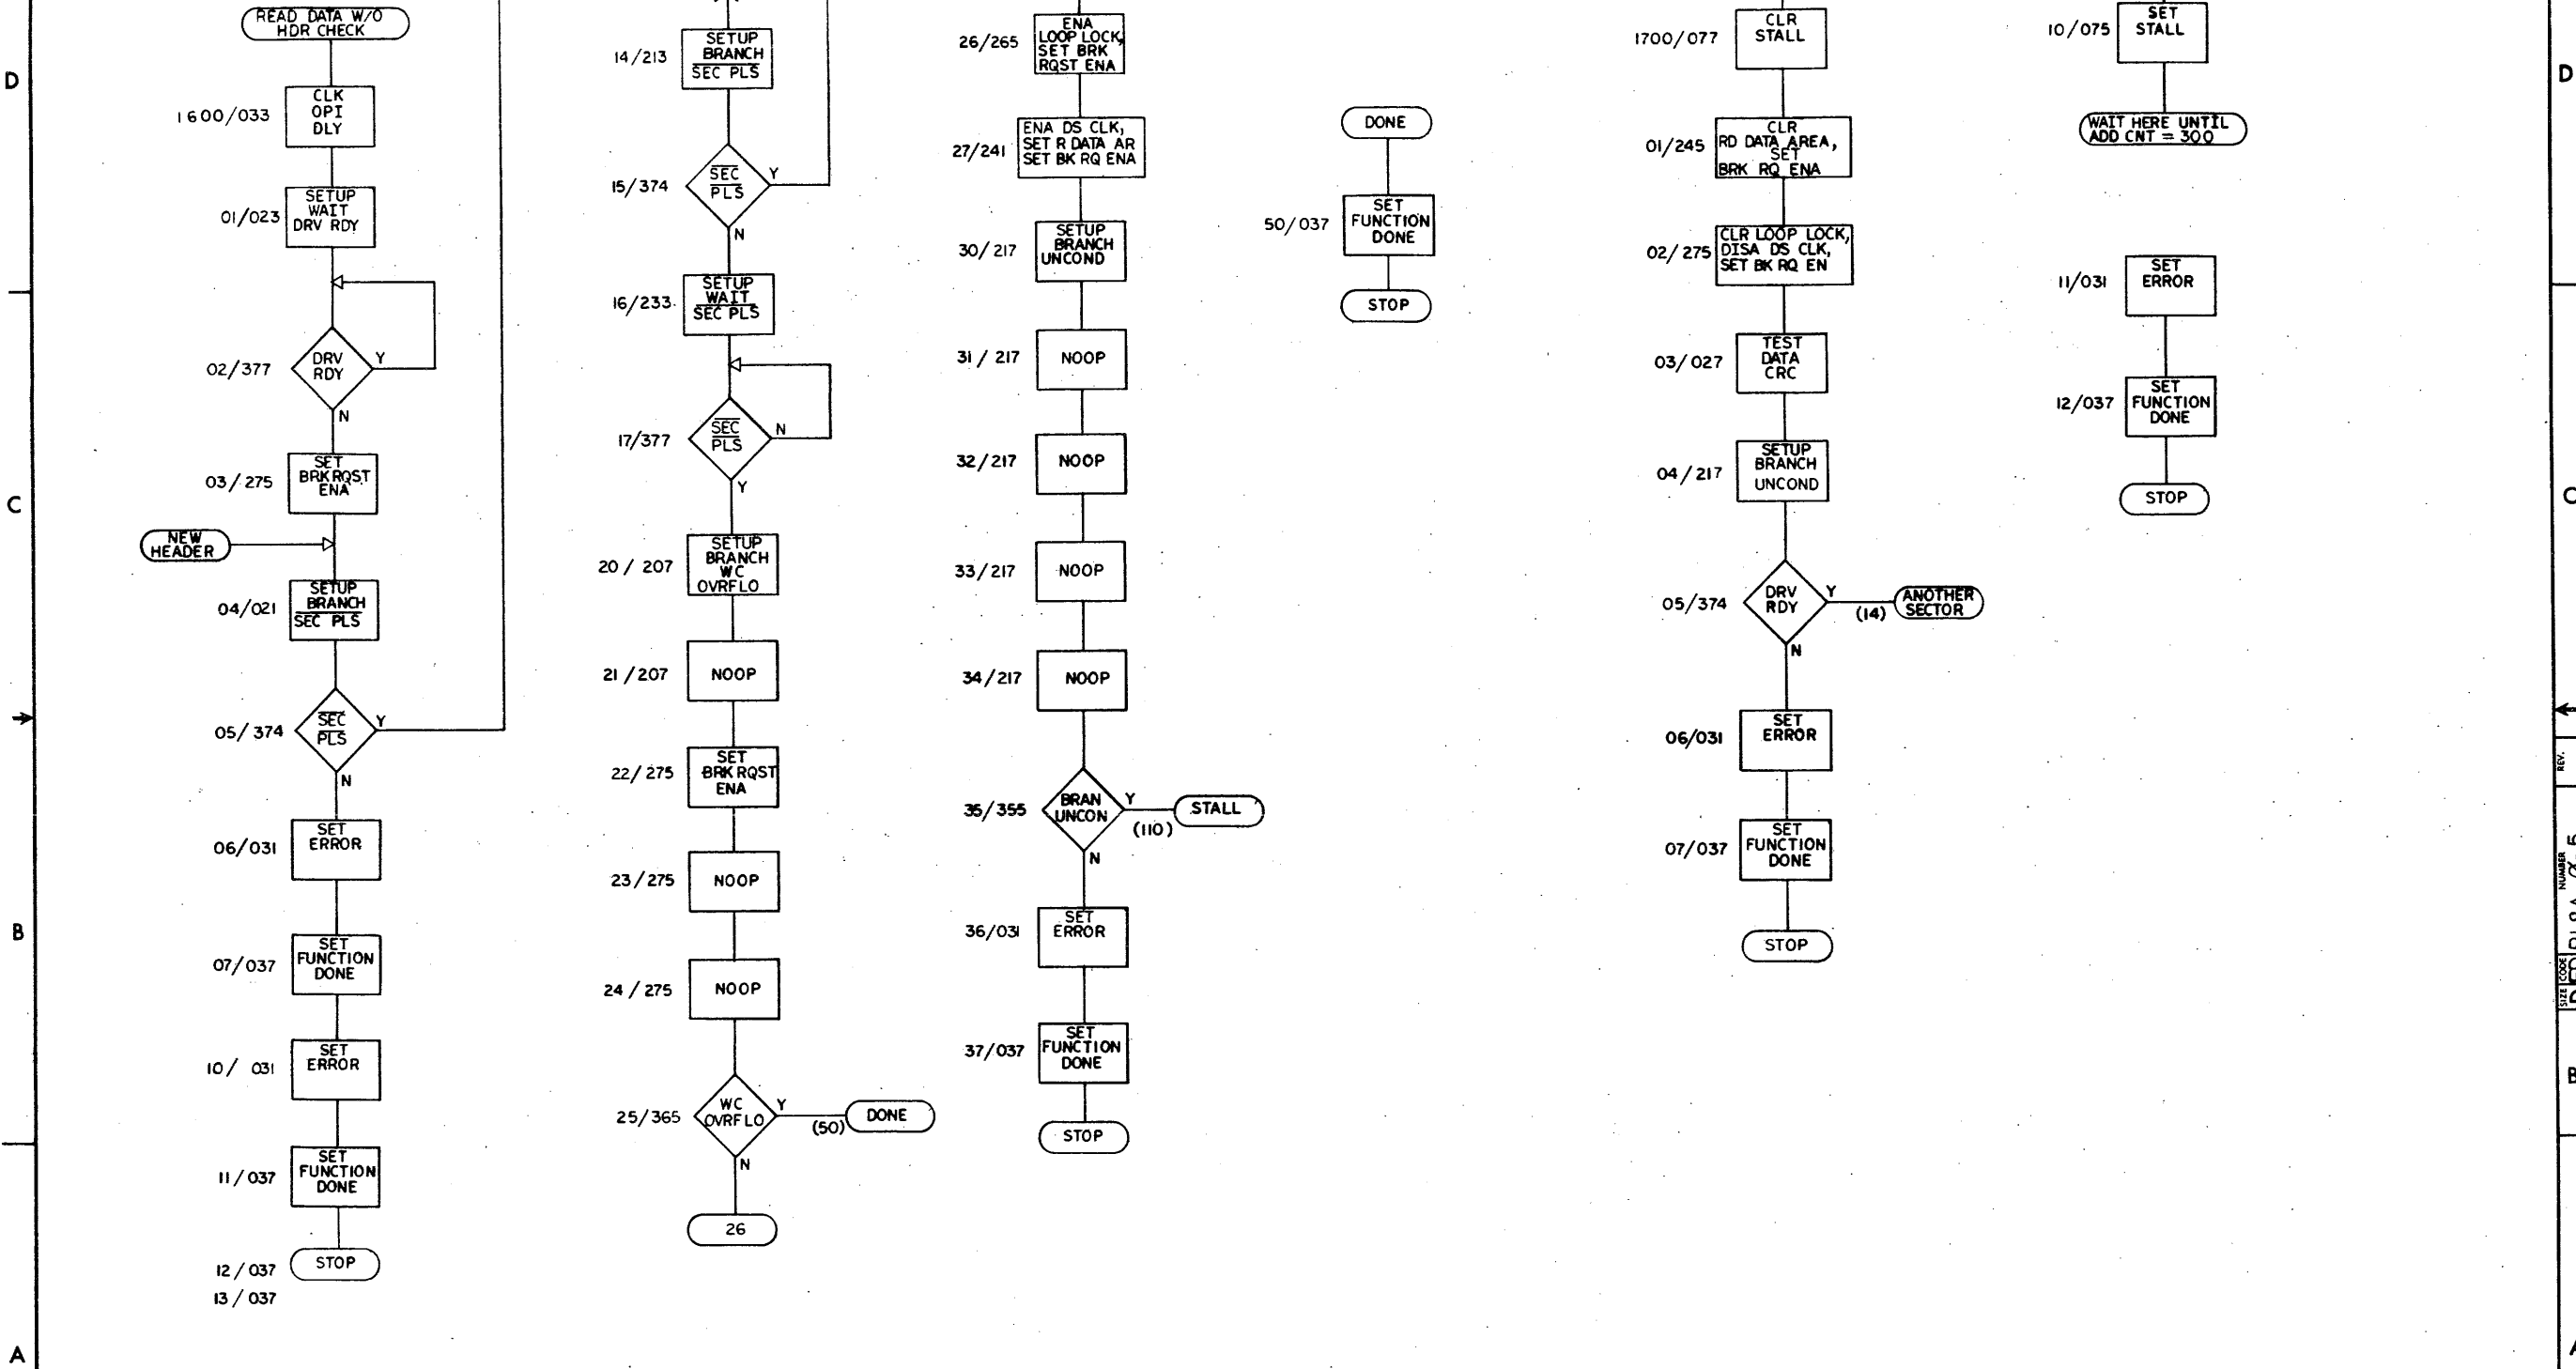 D
READ DATA W/O
HDR CHECK
1600/033
CLK
OPI
DLY
01/023
SETUP
WAIT
DRV RDY
02/377
DRV
RDY
Y
N
03/275
SET
BRKRQST
ENA
C
NEW
HEADER
04/021
SETUP
BRANCH
SEC PLS
05/374
SEC
PLS
Y
N
06/031
SET
ERROR
B
07/037
SET
FUNCTION
DONE
10/ 031
SET
ERROR
11/037
SET
FUNCTION
DONE
STOP
12/037
13/037
A
14/213
SETUP
BRANCH
SEC PLS
15/374
SEC
PLS
Y
N
16/233
SETUP
WAIT
SEC PLS
17/377
SEC
PLS
N
Y
20/207
SETUP
BRANCH
WC
OVRFLO
21/207
NOOP
22/275
SET
BRK RQST
ENA
23/275
NOOP
24/275
NOOP
25/365
WC
OVRFLO
Y
(50)
DONE
N
26
26/265
ENA
LOOP LOCK,
SET BRK
RQST ENA
27/241
ENA DS CLK,
SET R DATA AR
SET BK RQ ENA
30/217
SETUP
BRANCH
UNCOND
31/217
NOOP
32/217
NOOP
33/217
NOOP
34/217
NOOP
35/355
BRAN
UNCON
Y
(110)
STALL
N
36/031
SET
ERROR
37/037
SET
FUNCTION
DONE
STOP
DONE
50/037
SET
FUNCTION
DONE
STOP
1700/077
CLR
STALL
01/245
CLR
RD DATA AREA,
SET
BRK RQ ENA
02/275
CLR LOOP LOCK,
DISA DS CLK,
SET BK RQ EN
03/027
TEST
DATA
CRC
04/217
SETUP
BRANCH
UNCOND
05/374
DRV
RDY
Y
(14)
ANOTHER
SECTOR
N
06/031
SET
ERROR
07/037
SET
FUNCTION
DONE
STOP
10/075
SET
STALL
WAIT HERE UNTIL
ADD CNT = 300
11/031
SET
ERROR
12/037
SET
FUNCTION
DONE
STOP
D
C
REV.
NUMBER
SIZE
CODE
B